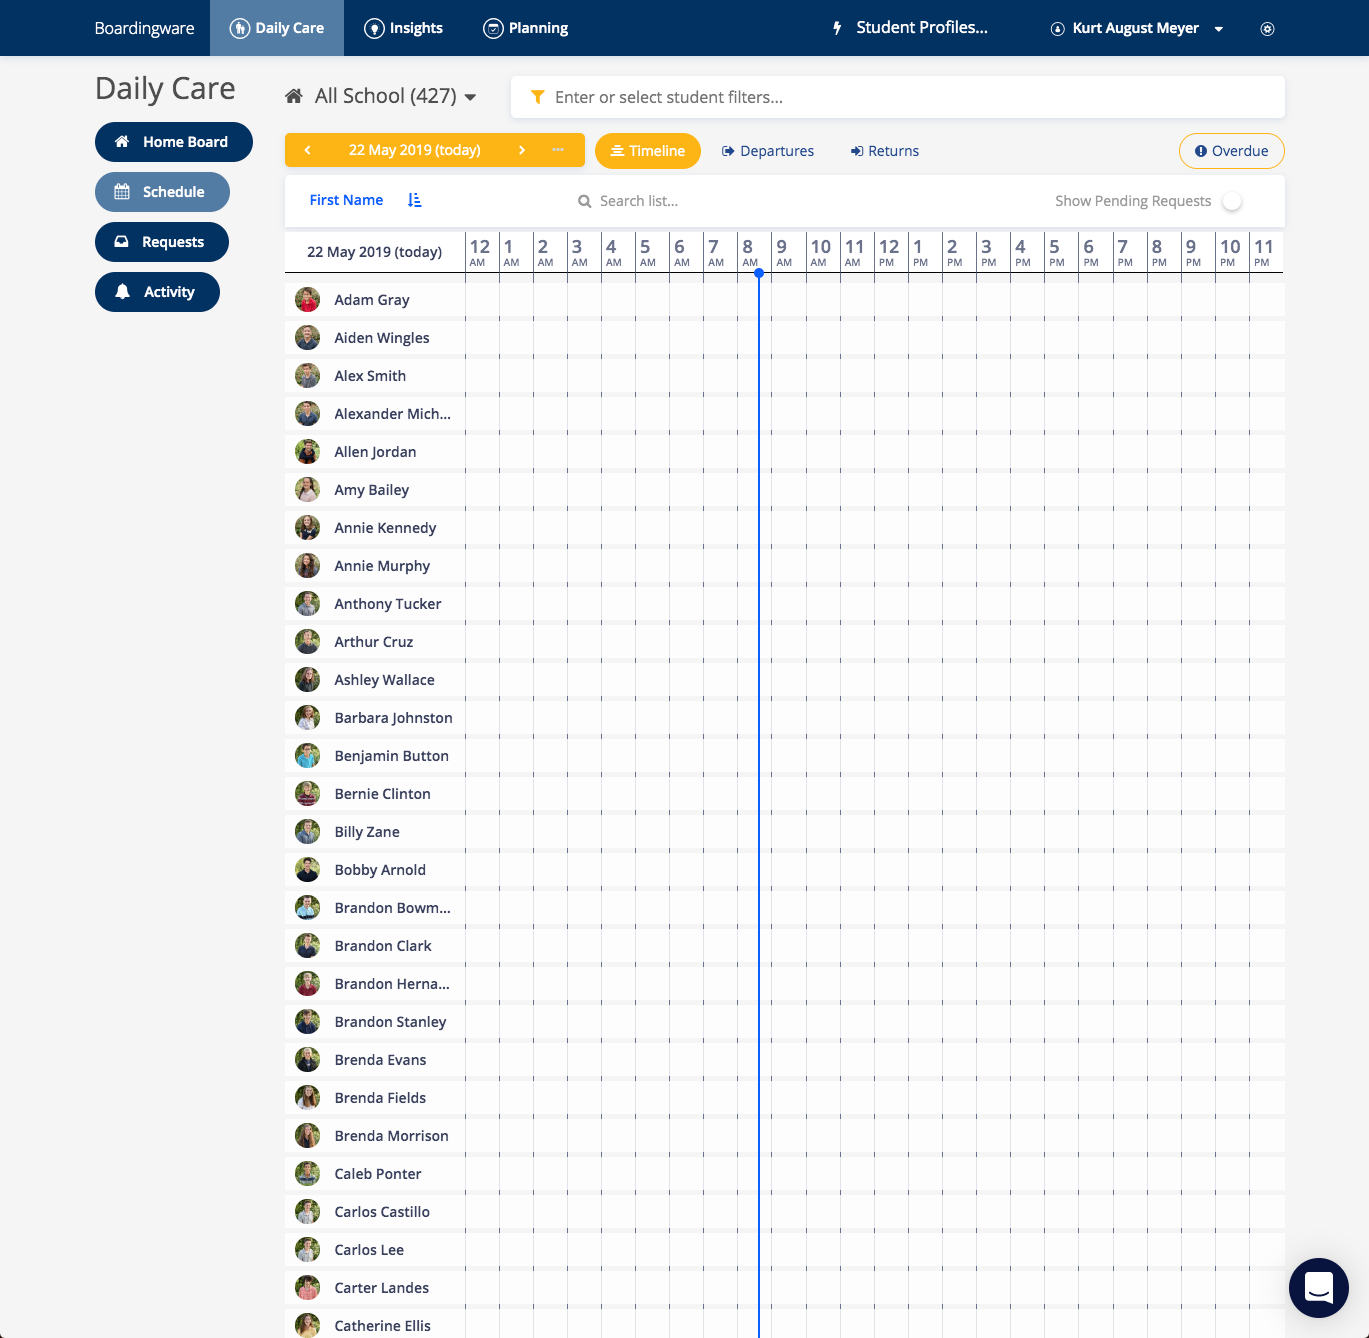 Boardingware Daily Care Insights Planning Student Profiles... Kurt August Meyer
Daily Care
All School (427)
Enter or select student filters...
Home Board
Schedule
Requests
Activity
22 May 2019 (today) Timeline Departures Returns Overdue
First Name Search list... Show Pending Requests
22 May 2019 (today) 12 AM 1 AM 2 AM 3 AM 4 AM 5 AM 6 AM 7 AM 8 AM 9 AM 10 AM 11 AM 12 PM 1 PM 2 PM 3 PM 4 PM 5 PM 6 PM 7 PM 8 PM 9 PM 10 PM 11 PM
Adam Gray
Aiden Wingles
Alex Smith
Alexander Mich...
Allen Jordan
Amy Bailey
Annie Kennedy
Annie Murphy
Anthony Tucker
Arthur Cruz
Ashley Wallace
Barbara Johnston
Benjamin Button
Bernie Clinton
Billy Zane
Bobby Arnold
Brandon Bowm...
Brandon Clark
Brandon Herna...
Brandon Stanley
Brenda Evans
Brenda Fields
Brenda Morrison
Caleb Ponter
Carlos Castillo
Carlos Lee
Carter Landes
Catherine Ellis